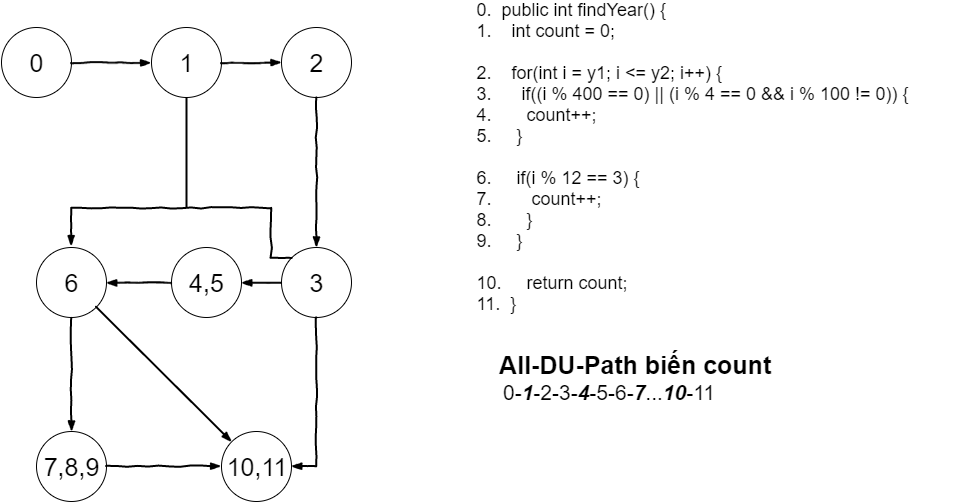 0
1
2
6
4,5
3
7,8,9
10,11
0. public int findYear() {
1. int count = 0;
2. for(int i = y1; i <= y2; i++) {
3. if((i % 400 == 0) || (i % 4 == 0 && i % 100 != 0)) {
4. count++;
5. }
6. if(i % 12 == 3) {
7. count++;
8. }
9. }
10. return count;
11. }
All-DU-Path biến count
0-1-2-3-4-5-6-7...10-11